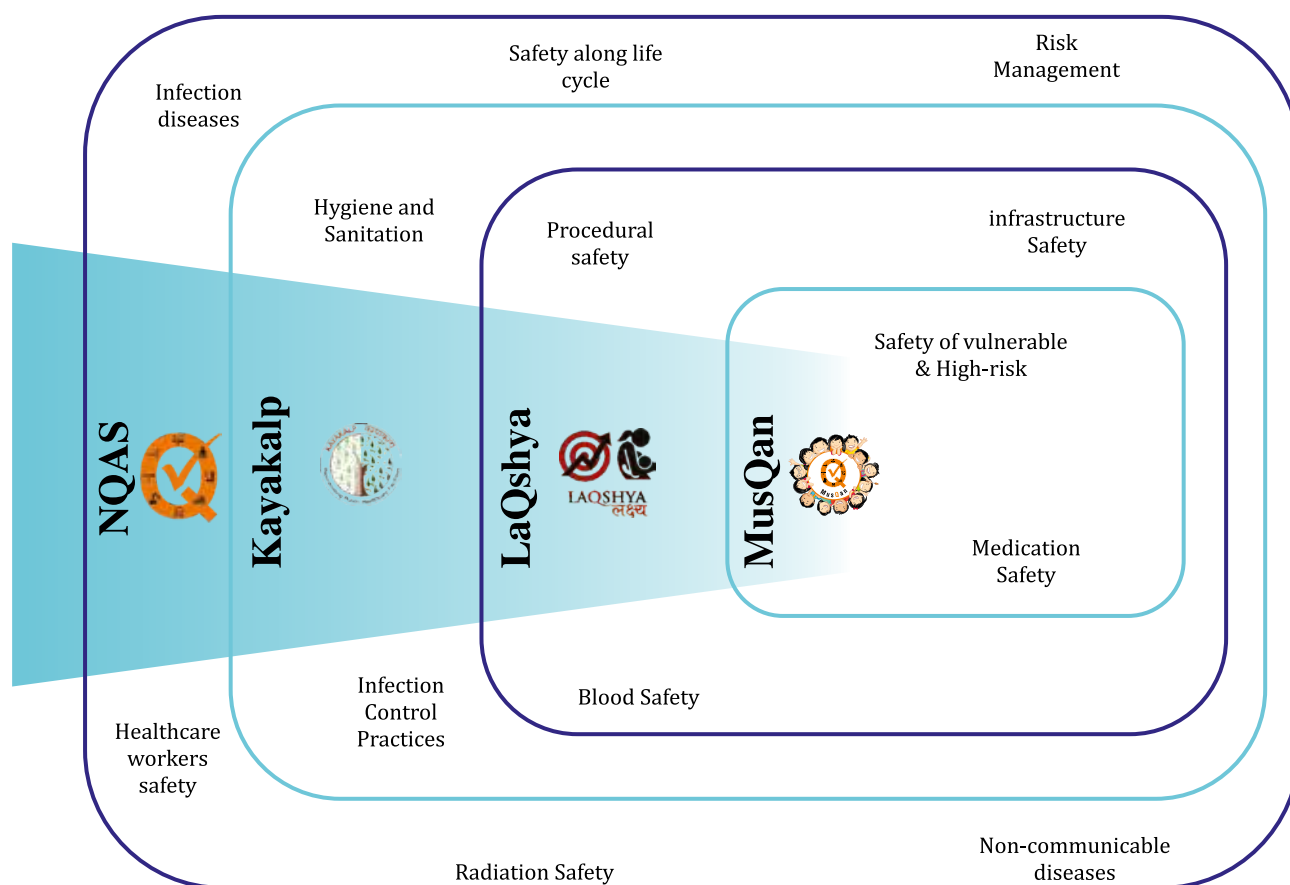 Safety along life
cycle
Risk
Management
Infection
diseases
Hygiene and
Sanitation
Procedural
safety
infrastructure
Safety
Safety of vulnerable
& High-risk
NQAS
Kayakalp
LaQshya
LAQSHYA
लक्ष्य
MusQan
MusQan
Medication
Safety
Infection
Control
Practices
Blood Safety
Healthcare
workers
safety
Radiation Safety
Non-communicable
diseases